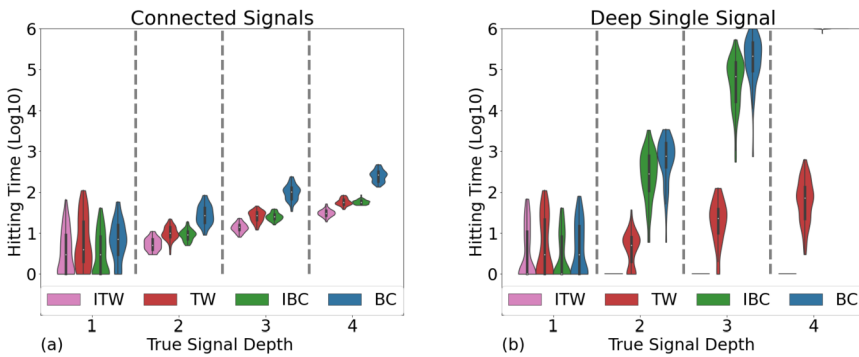 Connected Signals
Hitting Time (Log10)
6
5
4
3
2
1
0
ITW TW IBC BC
1 2 3 4
(a) True Signal Depth
Deep Single Signal
Hitting Time (Log10)
6
5
4
3
2
1
0
ITW TW IBC BC
1 2 3 4
(b) True Signal Depth